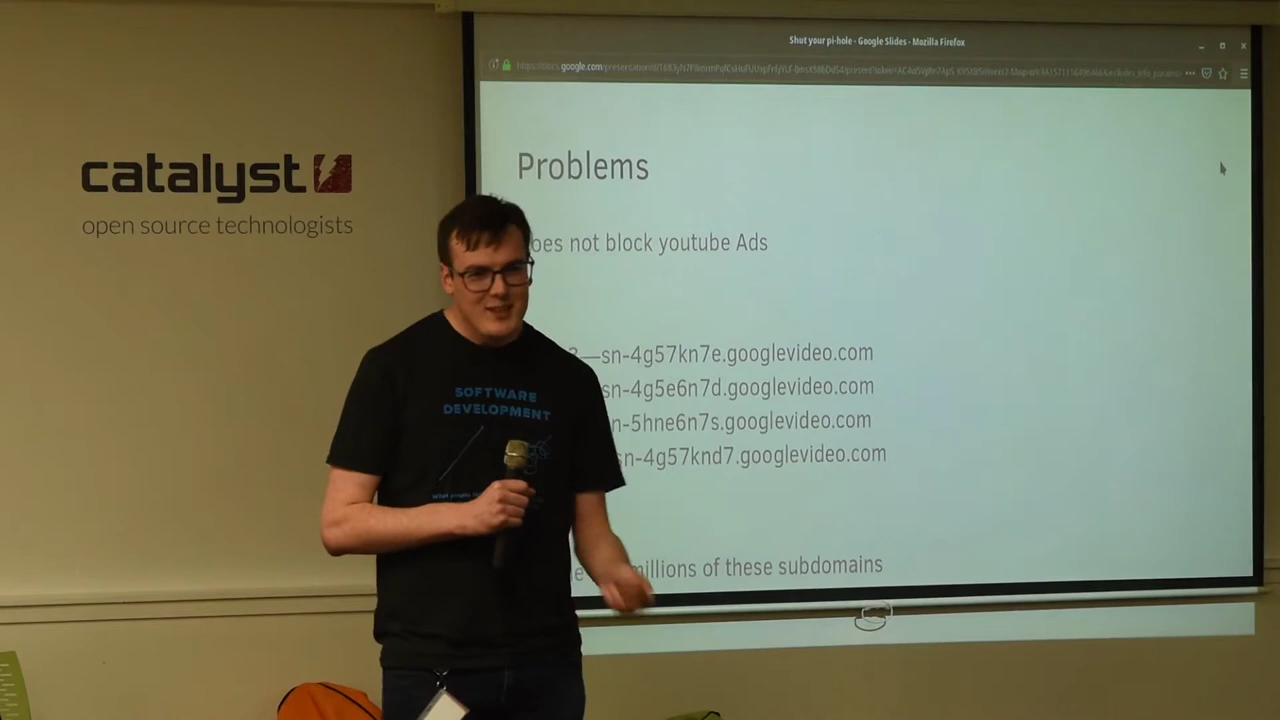 Shut your pi-hole - Google Slides - Mozilla Firefox
catalyst
open source technologists
Problems
oes not block youtube Ads
—sn-4g57kn7e.googlevideo.com
sn-4g5e6n7d.googlevideo.com
n-5hne6n7s.googlevideo.com
sn-4g57knd7.googlevideo.com
millions of these subdomains
SOFTWARE
DEVELOPMENT